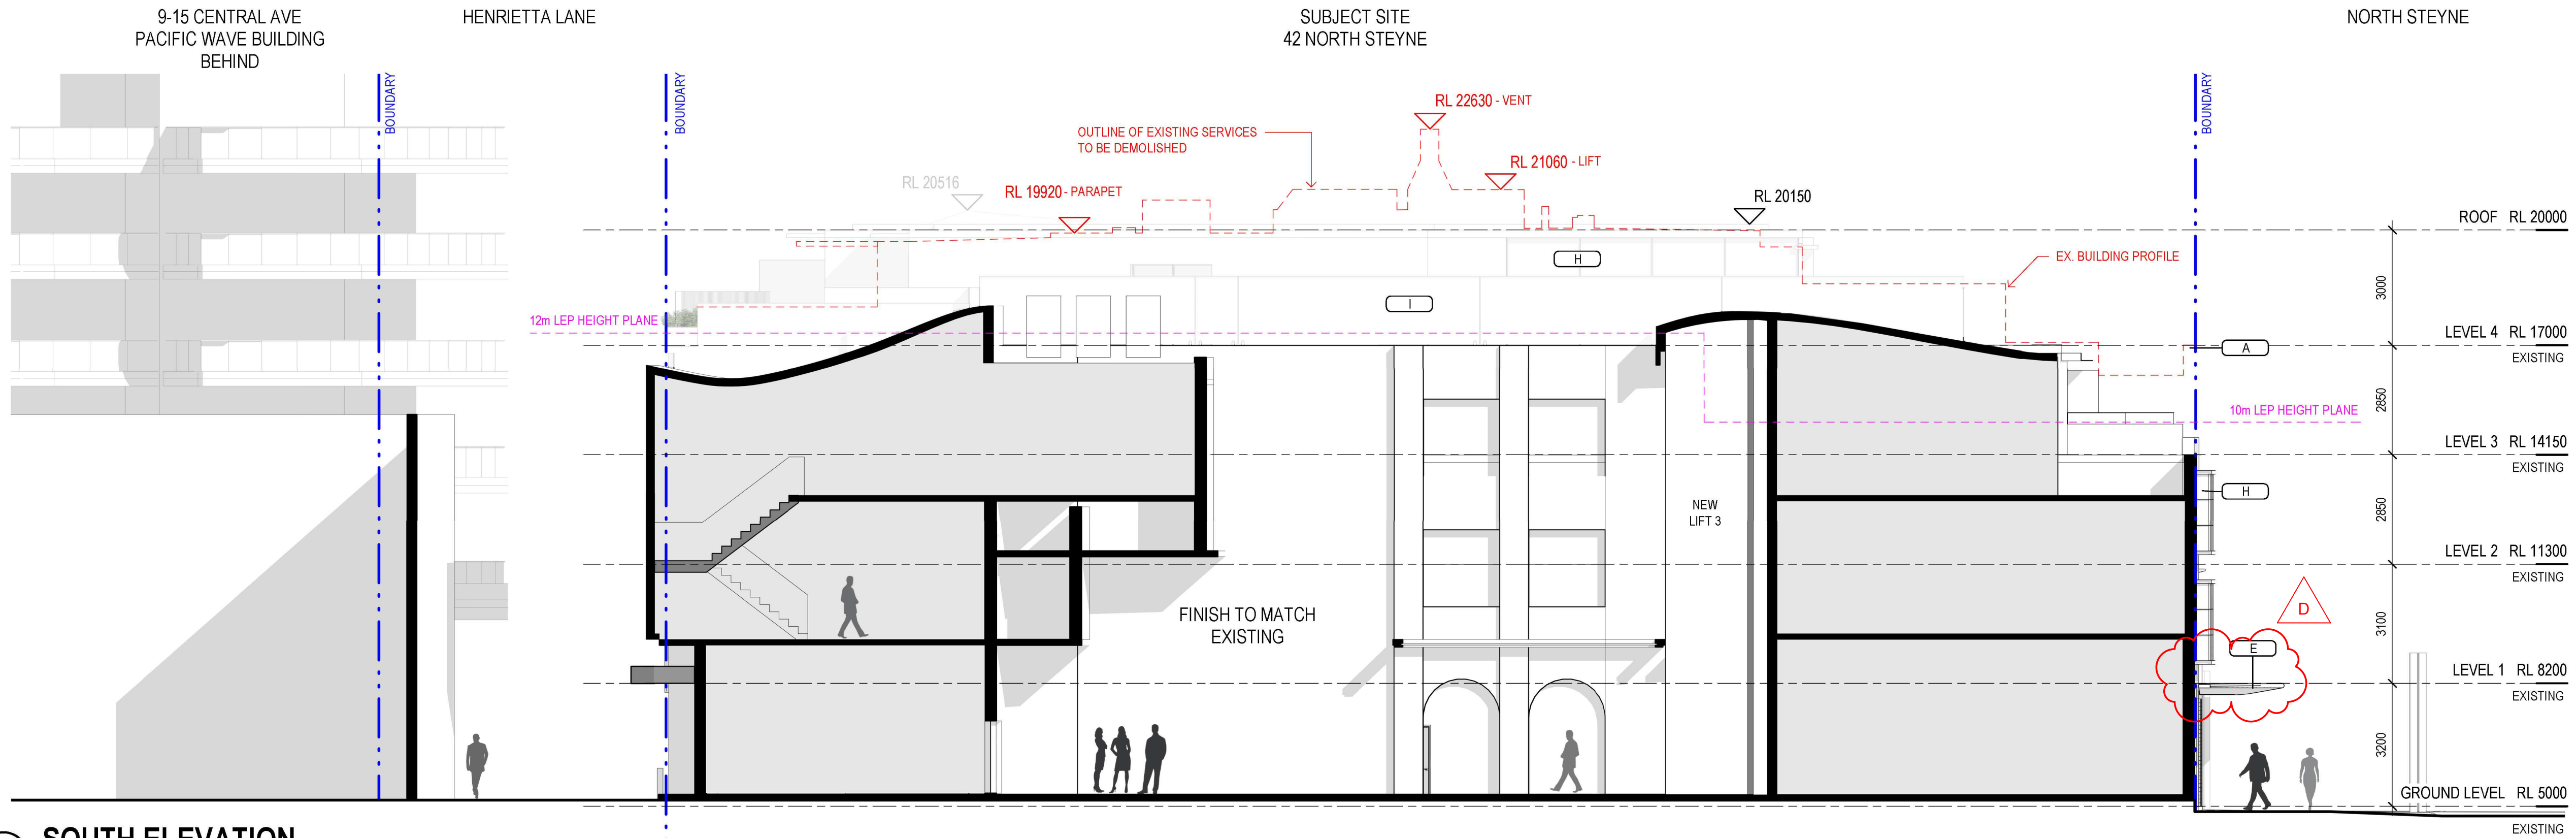 9-15 CENTRAL AVE
PACIFIC WAVE BUILDING
BEHIND
HENRIETTA LANE
SUBJECT SITE
42 NORTH STEYNE
NORTH STEYNE
BOUNDARY
BOUNDARY
BOUNDARY
RL 22630 - VENT
OUTLINE OF EXISTING SERVICES
TO BE DEMOLISHED
RL 21060 - LIFT
RL 20516
RL 19920 - PARAPET
RL 20150
ROOF RL 20000
H
EX. BUILDING PROFILE
3000
I
12m LEP HEIGHT PLANE
LEVEL 4 RL 17000
EXISTING
A
2850
10m LEP HEIGHT PLANE
LEVEL 3 RL 14150
EXISTING
H
NEW
LIFT 3
2850
LEVEL 2 RL 11300
EXISTING
D
FINISH TO MATCH
EXISTING
3100
E
LEVEL 1 RL 8200
EXISTING
3200
GROUND LEVEL RL 5000
EXISTING
SOUTH ELEVATION